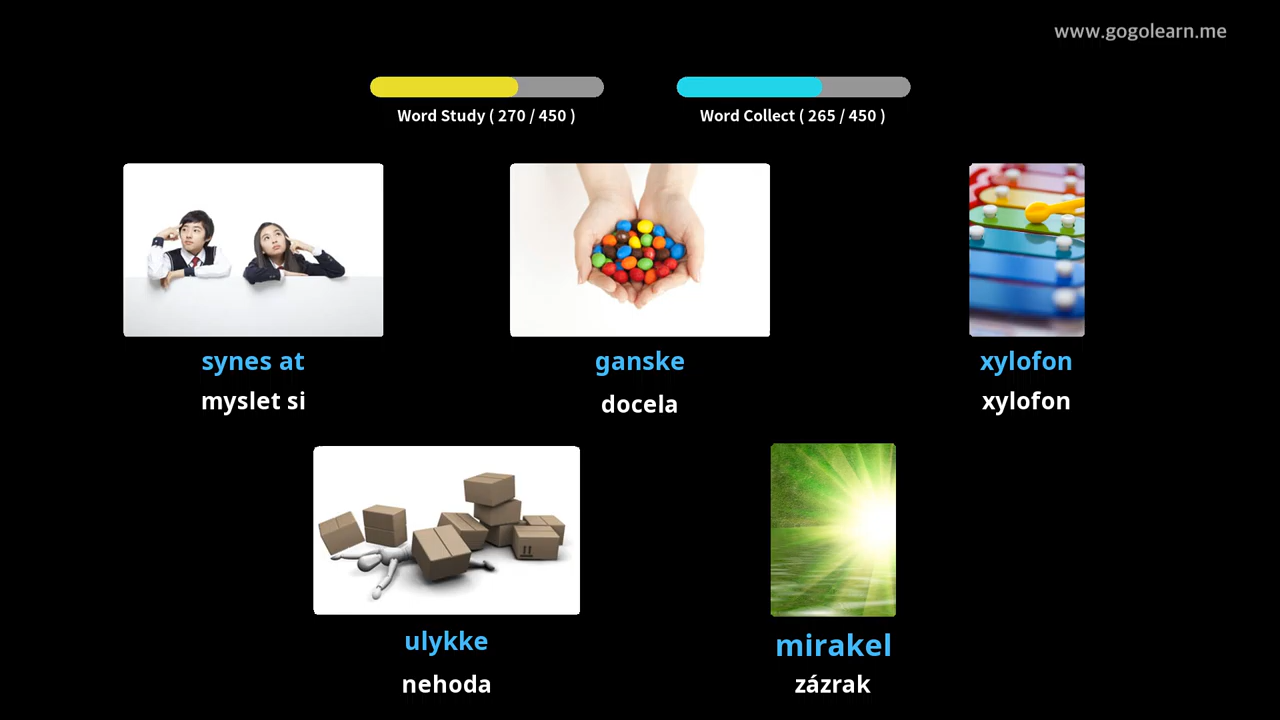 www.gogolearn.me
Word Study ( 270 / 450 )
Word Collect ( 265 / 450 )
synes at
myslet si
ganske
docela
xylofon
xylofon
ulykke
nehoda
mirakel
zázrak